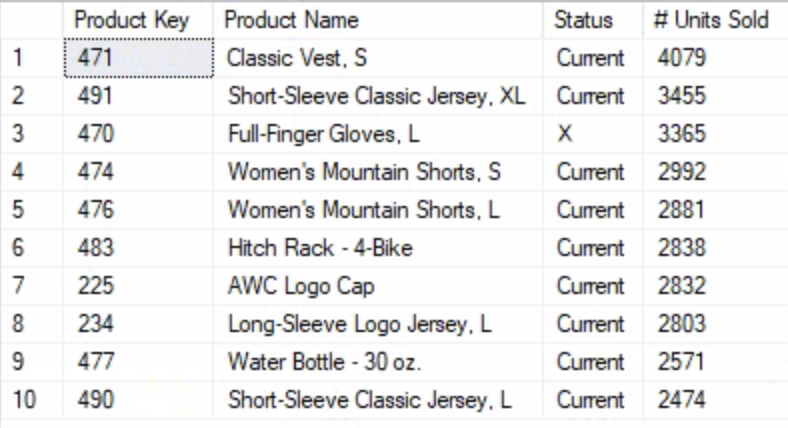 Product Key Product Name Status # Units Sold
1 471 Classic Vest, S Current 4079
2 491 Short-Sleeve Classic Jersey, XL Current 3455
3 470 Full-Finger Gloves, L X 3365
4 474 Women's Mountain Shorts, S Current 2992
5 476 Women's Mountain Shorts, L Current 2881
6 483 Hitch Rack - 4-Bike Current 2838
7 225 AWC Logo Cap Current 2832
8 234 Long-Sleeve Logo Jersey, L Current 2803
9 477 Water Bottle - 30 oz. Current 2571
10 490 Short-Sleeve Classic Jersey, L Current 2474